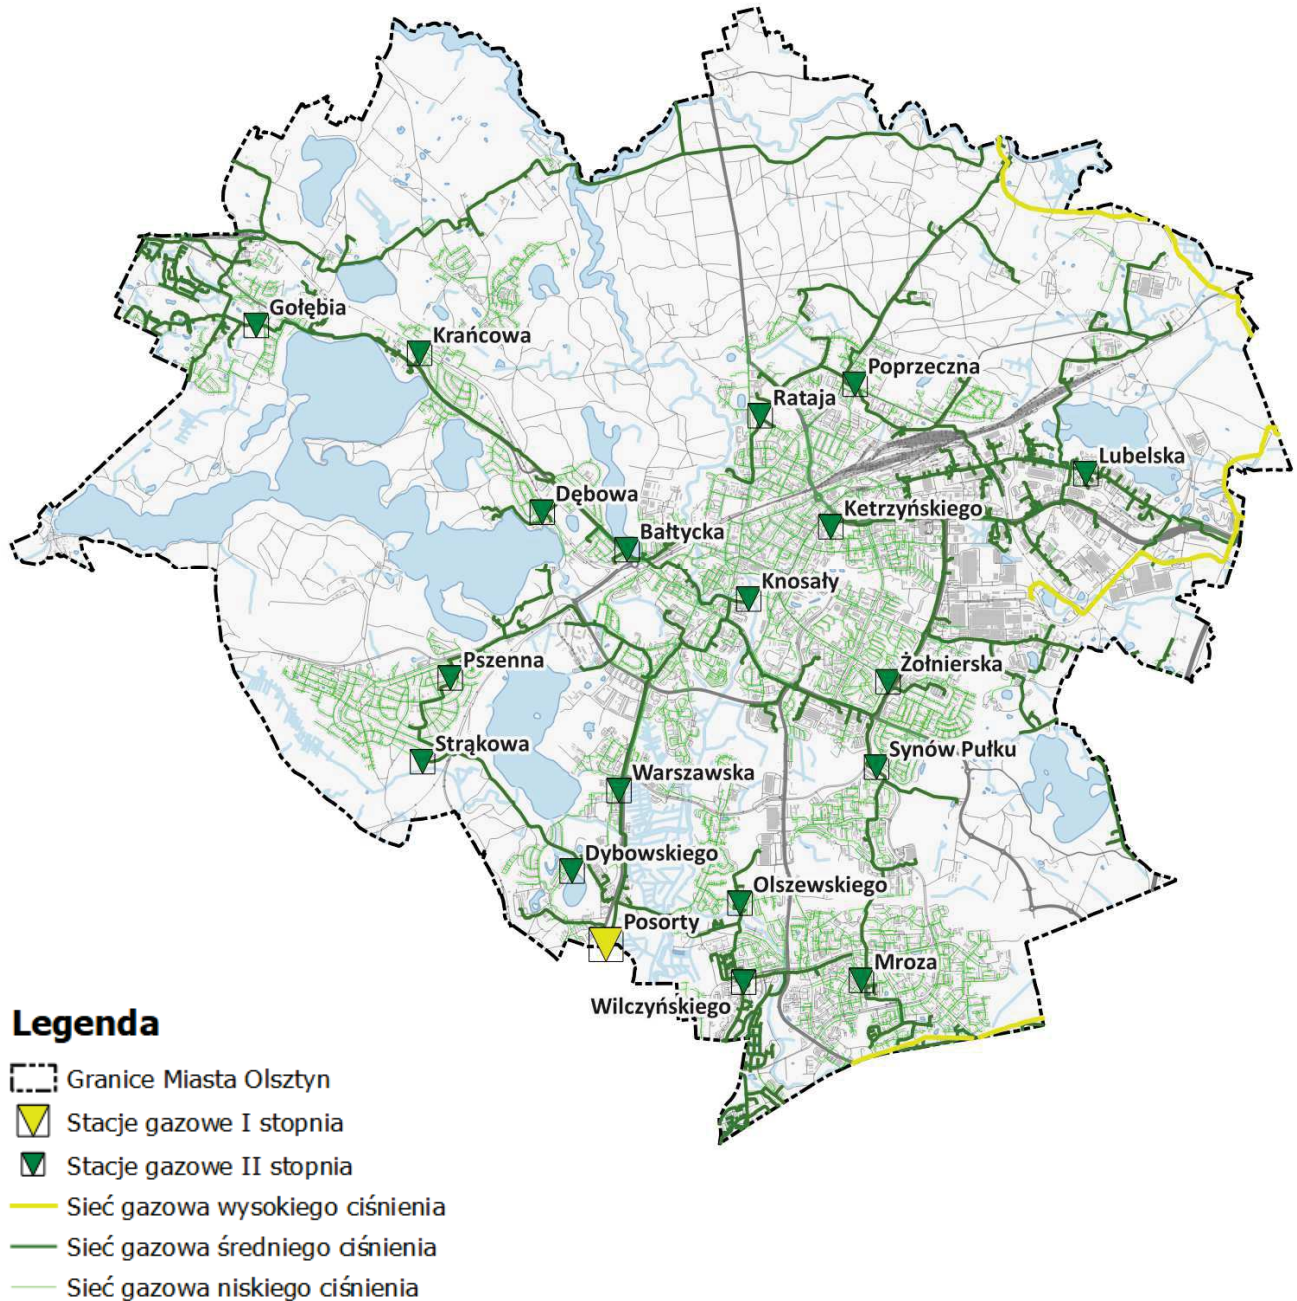 Gołębia
Krańcowa
Poprzeczna
Rataja
Lubelska
Dębowa
Ketrzyńskiego
Bałtycka
Knosały
Pszenna
Żołnierska
Strąkowa
Synów Pułku
Warszawska
Dybowskiego
Olszewskiego
Posorty
Mroza
Wilczyńskiego
Legenda
Granice Miasta Olsztyn
Stacje gazowe I stopnia
Stacje gazowe II stopnia
Sieć gazowa wysokiego ciśnienia
Sieć gazowa średniego ciśnienia
Sieć gazowa niskiego ciśnienia